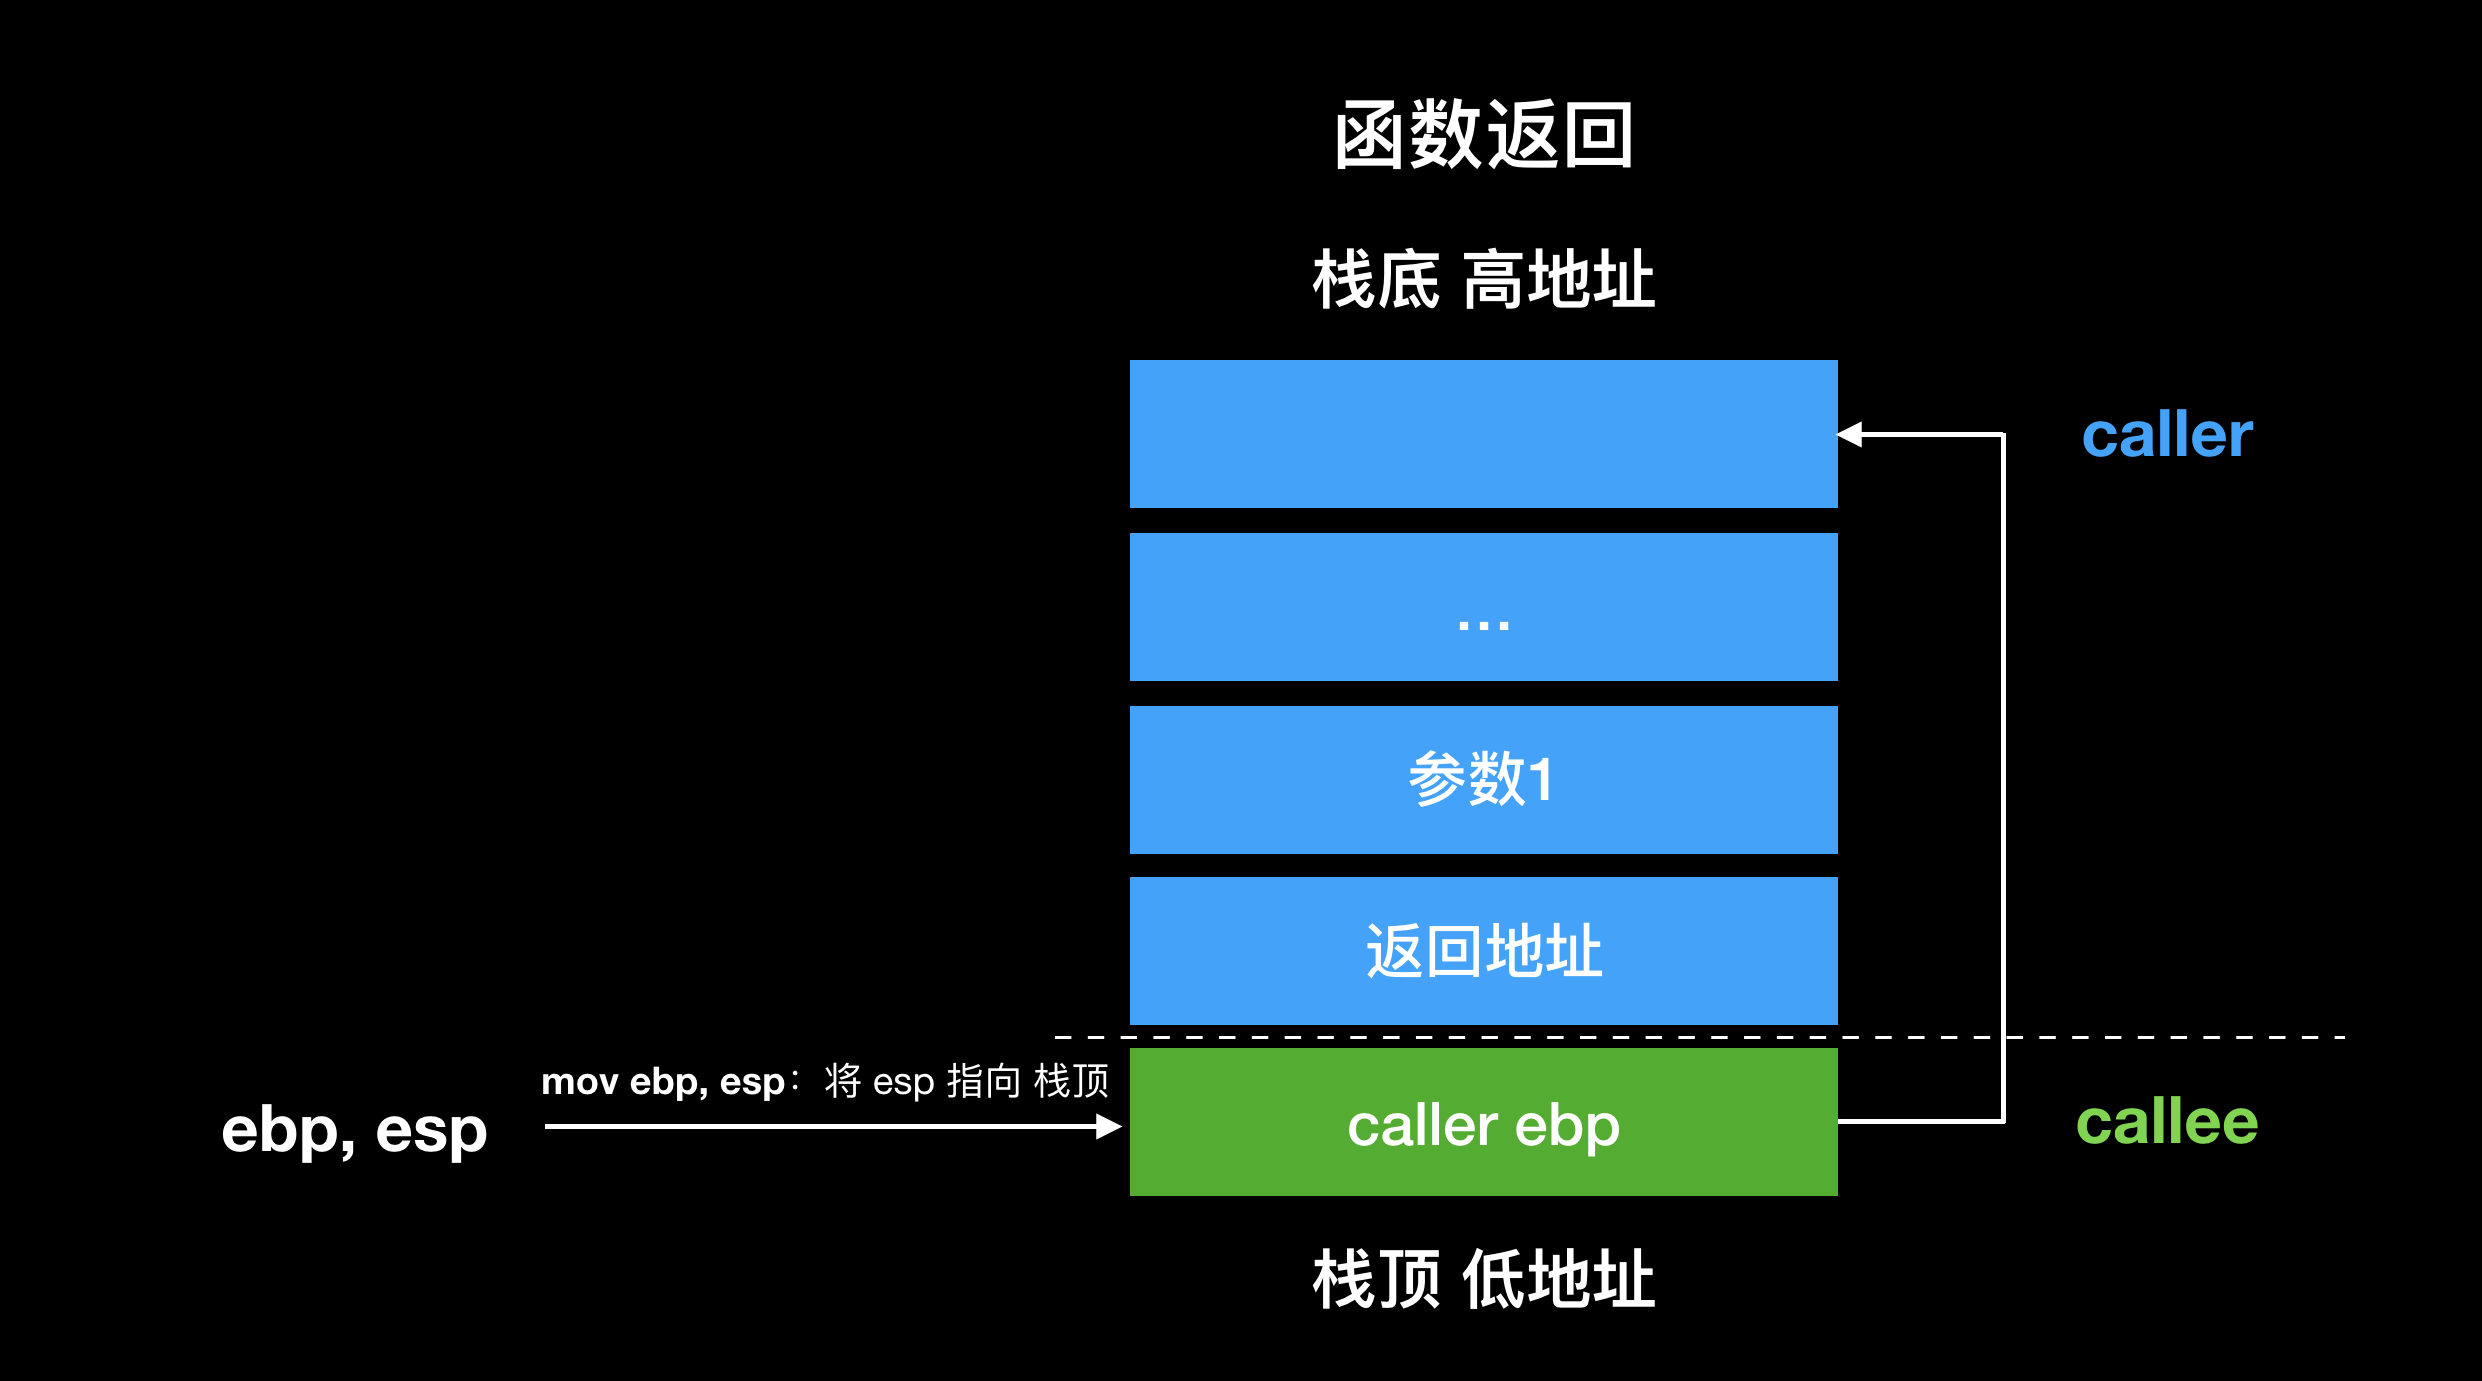 函数返回
栈底 高地址
caller
...
参数1
返回地址
mov ebp, esp：将 esp 指向 栈顶
ebp, esp
caller ebp
callee
栈顶 低地址